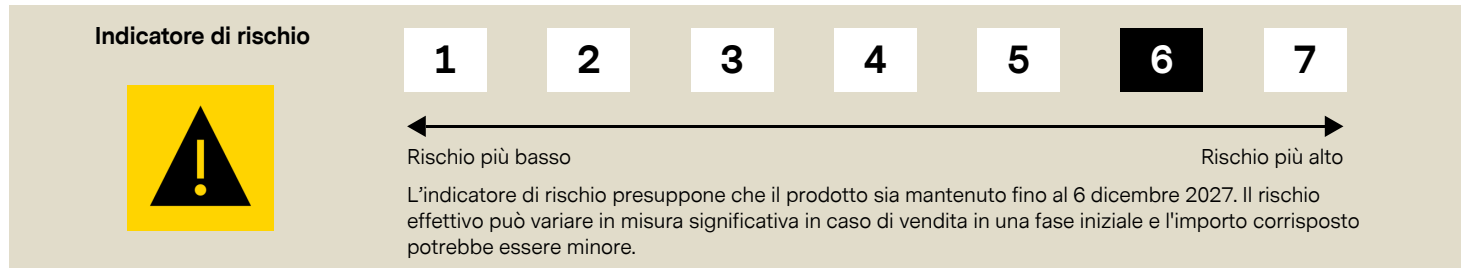 Indicatore di rischio
1 2 3 4 5 6 7
Rischio più basso Rischio più alto
L’indicatore di rischio presuppone che il prodotto sia mantenuto fino al 6 dicembre 2027. Il rischio
effettivo può variare in misura significativa in caso di vendita in una fase iniziale e l'importo corrisposto
potrebbe essere minore.